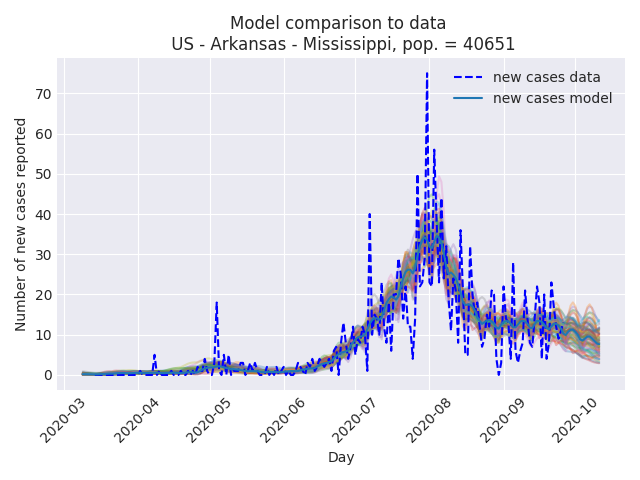 Model comparison to data
US - Arkansas - Mississippi, pop. = 40651
new cases data
new cases model
Number of new cases reported
70
60
50
40
30
20
10
0
2020-03
2020-04
2020-05
2020-06
2020-07
2020-08
2020-09
2020-10
Day